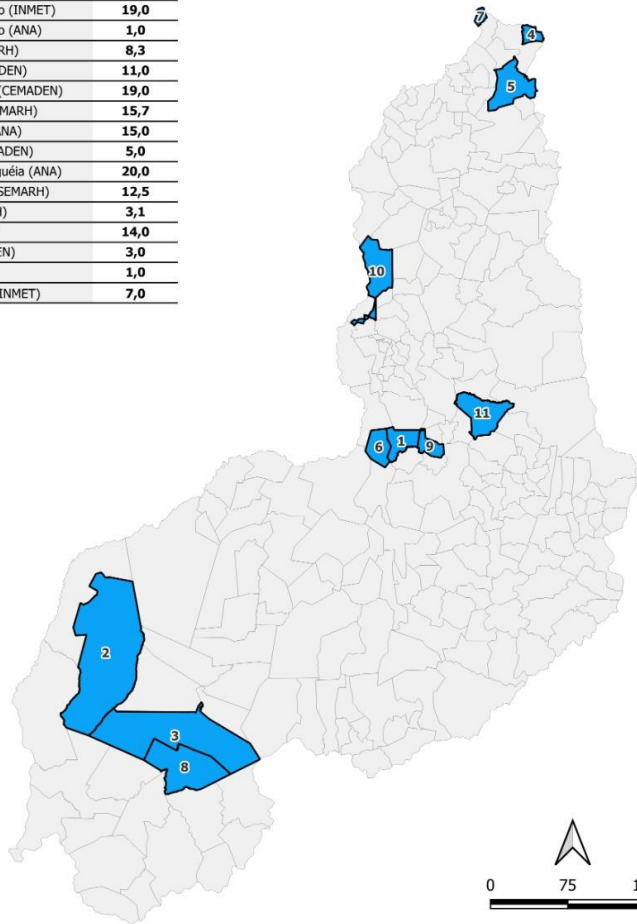 o (INMET) 19,0
o (ANA) 1,0
RH) 8,3
DEN) 11,0
(CEMADEN) 19,0
MARH) 15,7
ANA) 15,0
ADEN) 5,0
guéia (ANA) 20,0
SEMARH) 12,5
H) 3,1
14,0
EN) 3,0
1,0
INMET) 7,0
7
4
5
10
11
6 1 9
2
3
8
0 75 1